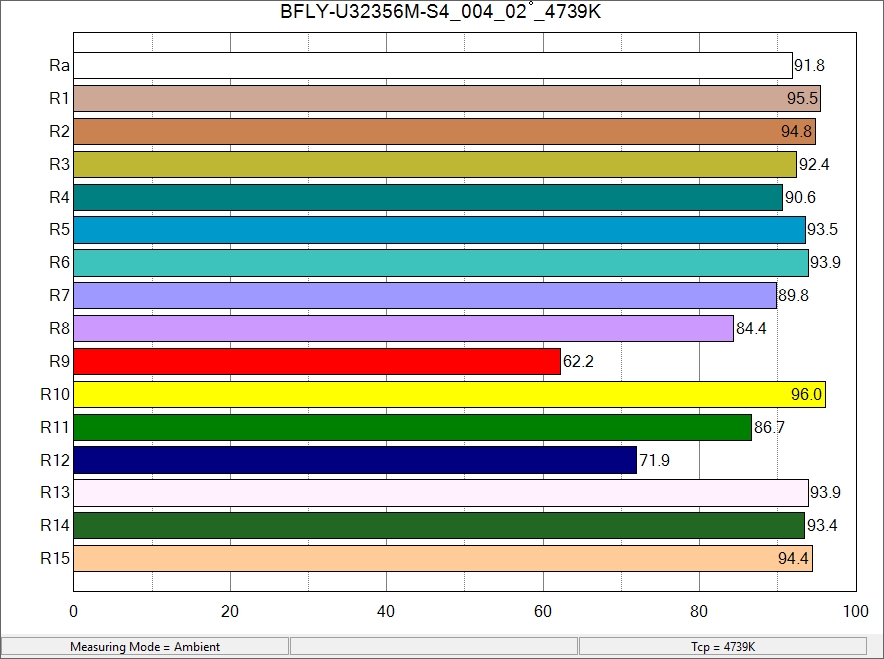 BFLY-U32356M-S4_004_02°_4739K
Ra 91.8
R1 95.5
R2 94.8
R3 92.4
R4 90.6
R5 93.5
R6 93.9
R7 89.8
R8 84.4
R9 62.2
R10 96.0
R11 86.7
R12 71.9
R13 93.9
R14 93.4
R15 94.4
0 20 40 60 80 100
Measuring Mode = Ambient Tcp = 4739K